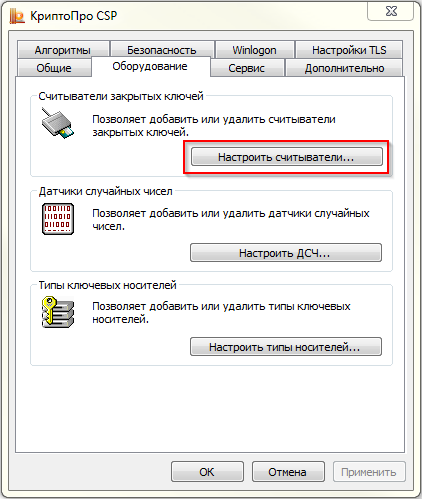 КриптоПро CSP
Алгоритмы Безопасность Winlogon Настройки TLS
Общие Оборудование Сервис Дополнительно
Считыватели закрытых ключей
Позволяет добавить или удалить считыватели
закрытых ключей.
Настроить считыватели...
Датчики случайных чисел
Позволяет добавить или удалить датчики случайных
чисел.
Настроить ДСЧ...
Типы ключевых носителей
Позволяет добавить или удалить типы ключевых
носителей.
Настроить типы носителей...
ОК Отмена Применить